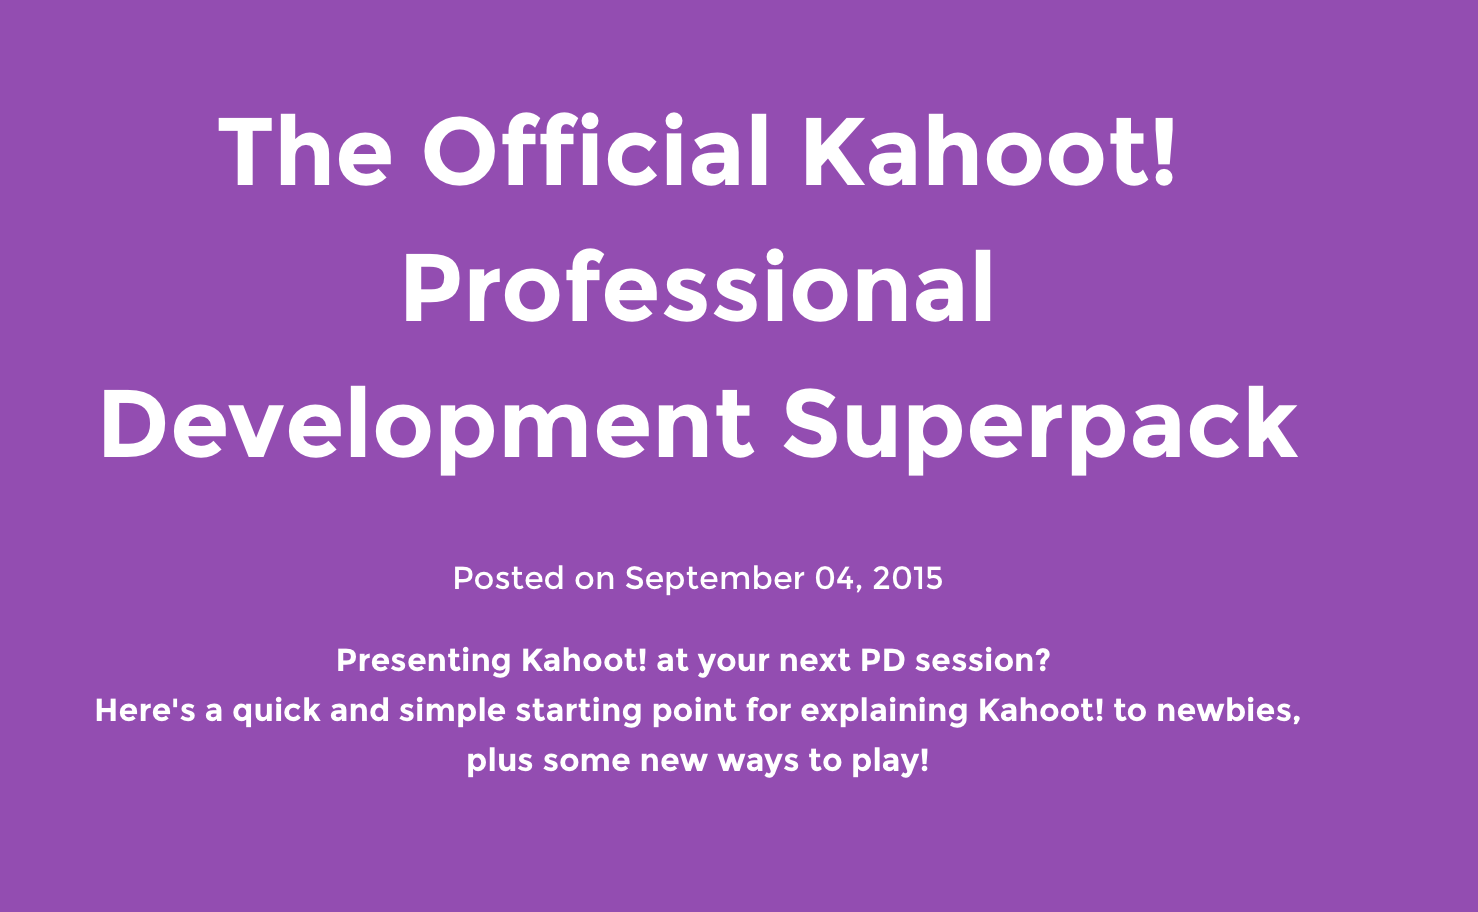 The Official Kahoot!
Professional
Development Superpack
Posted on September 04, 2015
Presenting Kahoot! at your next PD session?
Here's a quick and simple starting point for explaining Kahoot! to newbies,
plus some new ways to play!